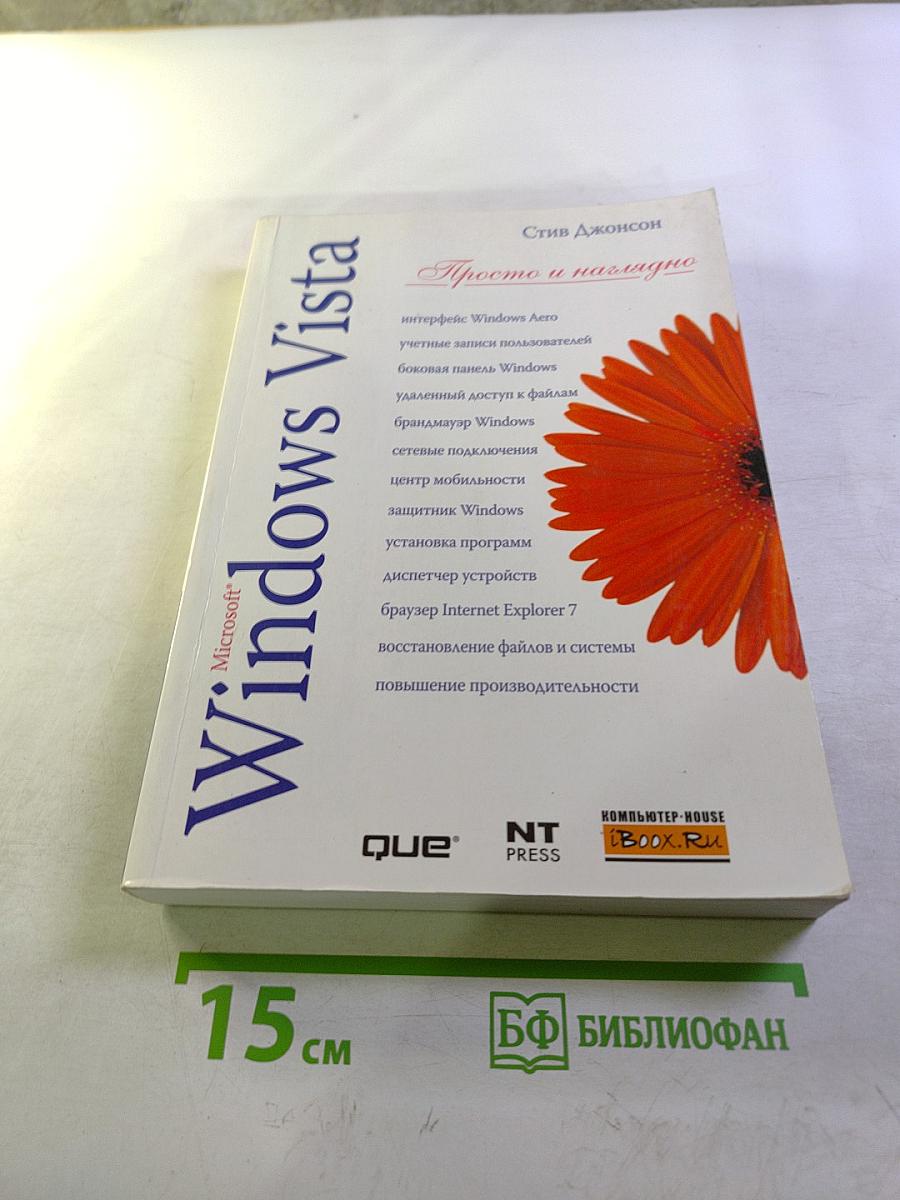 Стив Джонсон
Просто и наглядно
Microsoft®
Windows Vista
интерфейс Windows Aero
учетные записи пользователей
боковая панель Windows
удаленный доступ к файлам
брандмауэр Windows
сетевые подключения
центр мобильности
защитник Windows
установка программ
диспетчер устройств
браузер Internet Explorer 7
восстановление файлов и системы
повышение производительности
QUE®
NT
PRESS
КОМПЬЮТЕР-HOUSE
iBOOX.RU
15 см
БФ БИБЛИОФАН